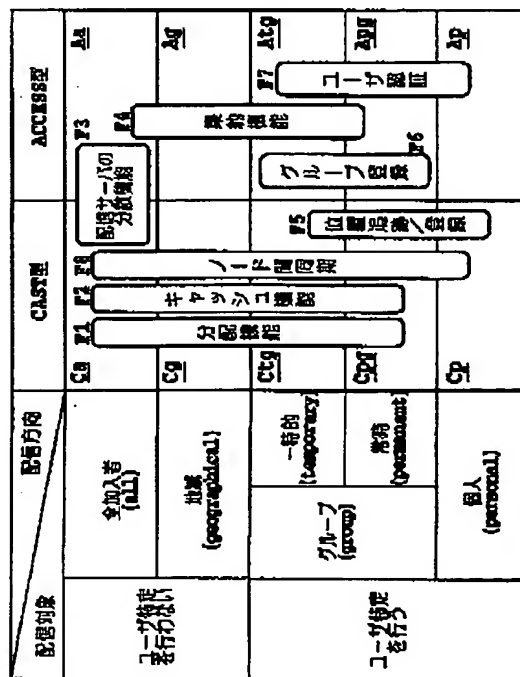 配信方向
配信対象
CAST型
ACCESS型
ユーザ特定
を行わない
全加入者
(all)
Ca
Aa
地域
(geographical)
Cg
Ag
ユーザ特定
を行う
グループ
(group)
一時的
(temporary)
Ctg
Atg
常時
(permanent)
Cpg
Apg
個人
(personal)
Cp
Ap
F1
分配機能
F2
キャッシュ機能
F8
ノード間同期
F3
配信サーバの
分散機能
F4
集約機能
F5
位置追跡/登録
F6
グループ登録
F7
ユーザ認証